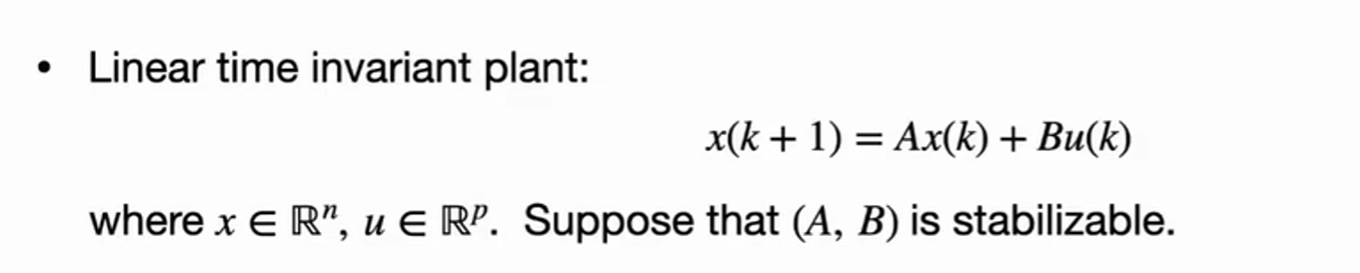 • Linear time invariant plant:
x(k + 1) = Ax(k) + Bu(k)
where x ∈ ℝⁿ, u ∈ ℝᵖ. Suppose that (A, B) is stabilizable.